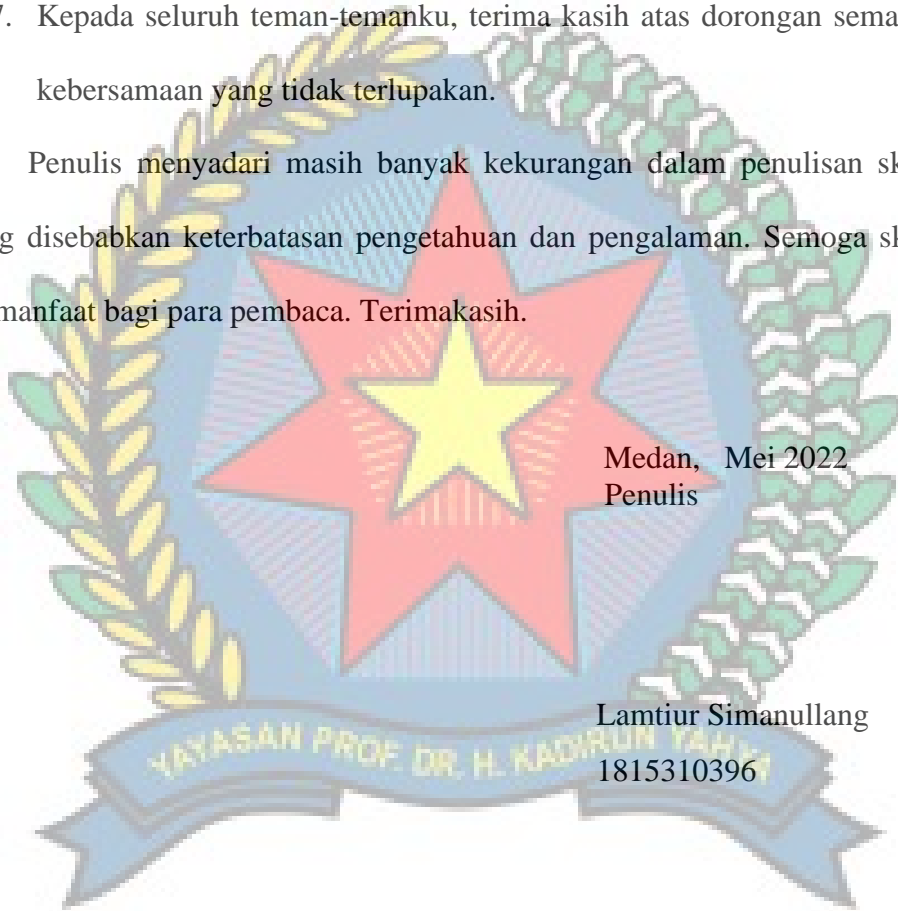 7. Kepada seluruh teman-temanku, terima kasih atas dorongan sema
kebersamaan yang tidak terlupakan.
Penulis menyadari masih banyak kekurangan dalam penulisan sk
g disebabkan keterbatasan pengetahuan dan pengalaman. Semoga sk
manfaat bagi para pembaca. Terimakasih.
Medan, Mei 2022
Penulis
Lamtiur Simanullang
1815310396
YAYASAN PROF. DR. H. KADIRUN YAHYA